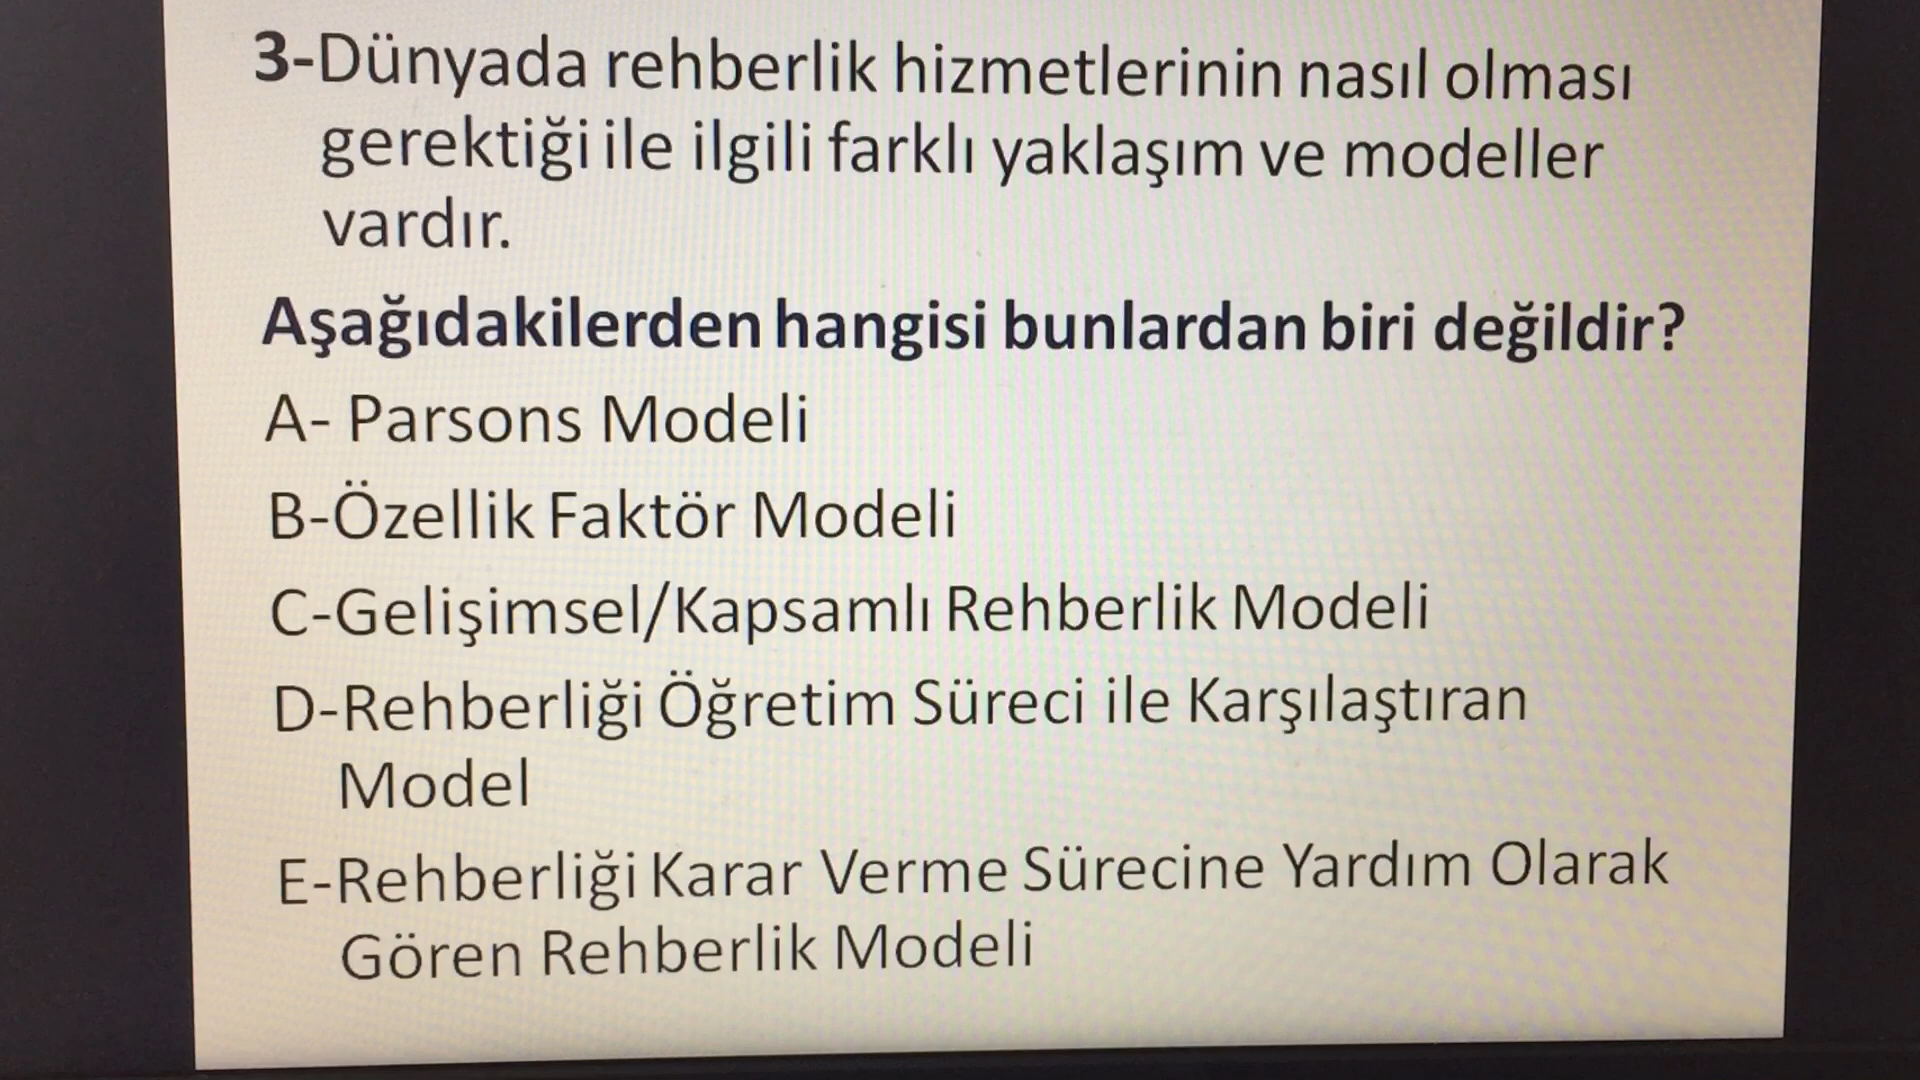 3-Dünyada rehberlik hizmetlerinin nasıl olması
gerektiği ile ilgili farklı yaklaşım ve modeller
vardır.
Aşağıdakilerden hangisi bunlardan biri değildir?
A- Parsons Modeli
B-Özellik Faktör Modeli
C-Gelişimsel/Kapsamlı Rehberlik Modeli
D-Rehberliği Öğretim Süreci ile Karşılaştıran
Model
E-Rehberliği Karar Verme Sürecine Yardım Olarak
Gören Rehberlik Modeli